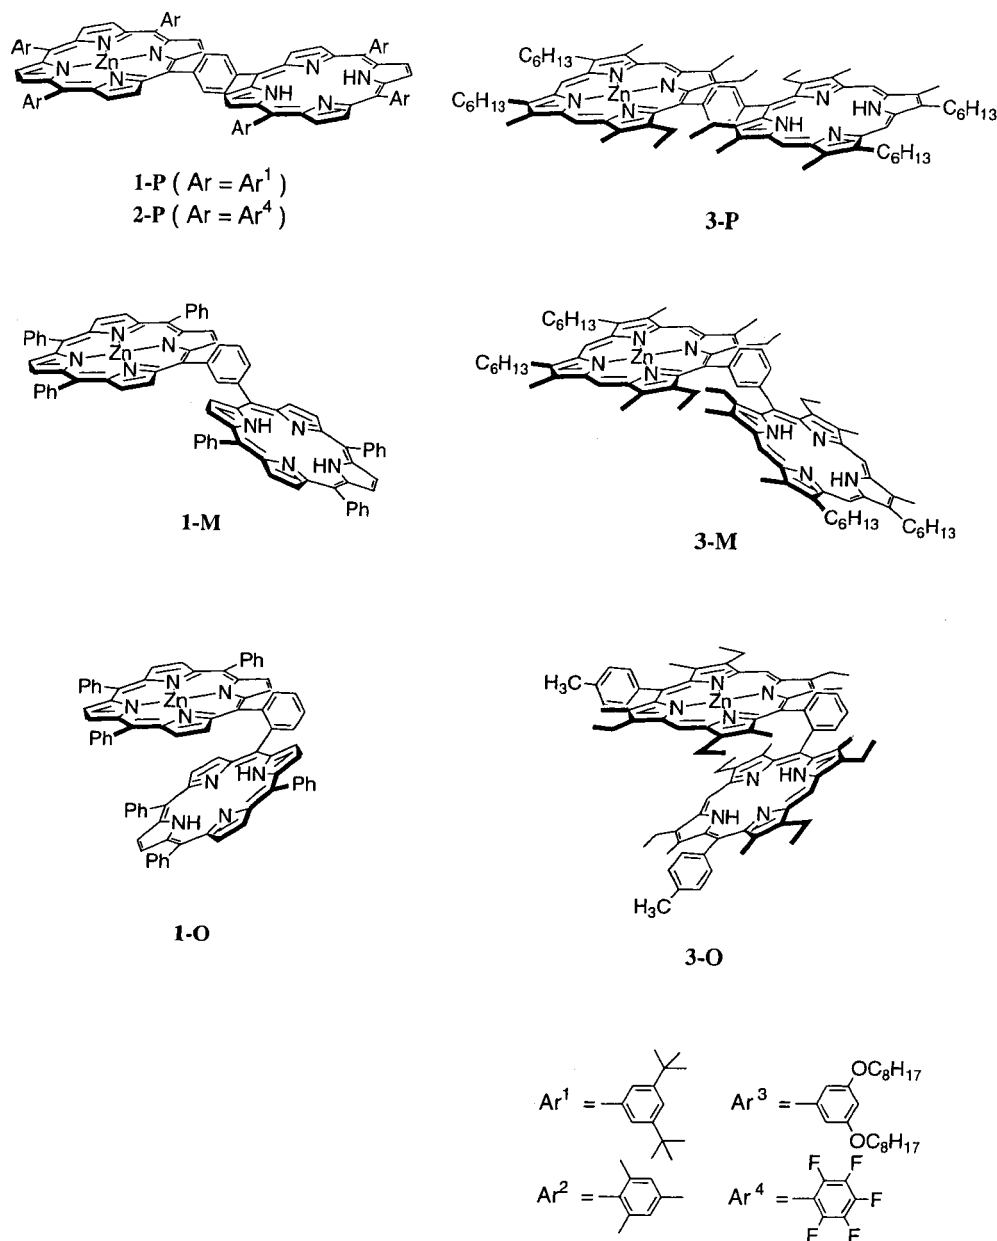 Ar
Ar
N
Zn
N
N
N
Ar
Ar
N
HN
NH
N
Ar
Ar
1-P ( Ar = Ar¹ )
2-P ( Ar = Ar⁴ )
C₆H₁₃
C₆H₁₃
N
Zn
N
N
N
N
HN
NH
N
C₆H₁₃
C₆H₁₃
3-P
Ph
Ph
N
Zn
N
N
N
Ph
NH
N
Ph
Ph
N
HN
Ph
1-M
C₆H₁₃
C₆H₁₃
N
Zn
N
N
N
NH
N
N
HN
C₆H₁₃
C₆H₁₃
3-M
Ph
Ph
N
Zn
N
N
N
Ph
N
HN
Ph
Ph
NH
N
Ph
1-O
H₃C
N
Zn
N
N
N
N
HN
NH
N
H₃C
3-O
Ar¹ =
Ar³ =
OC₈H₁₇
OC₈H₁₇
Ar² =
Ar⁴ =
F
F
F
F
F